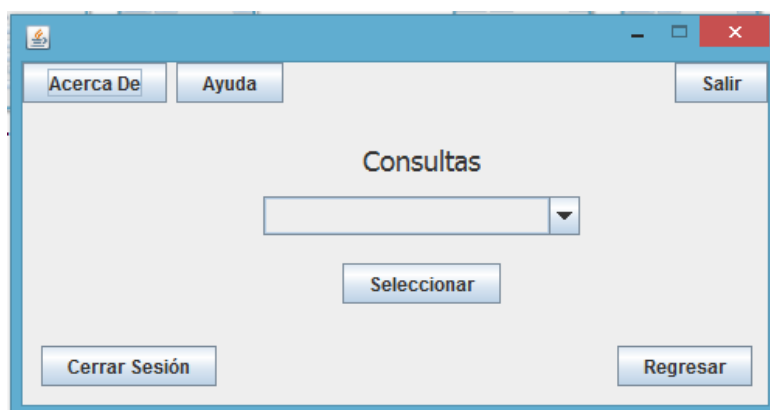 Acerca De Ayuda Salir
Consultas
Seleccionar
Cerrar Sesión Regresar